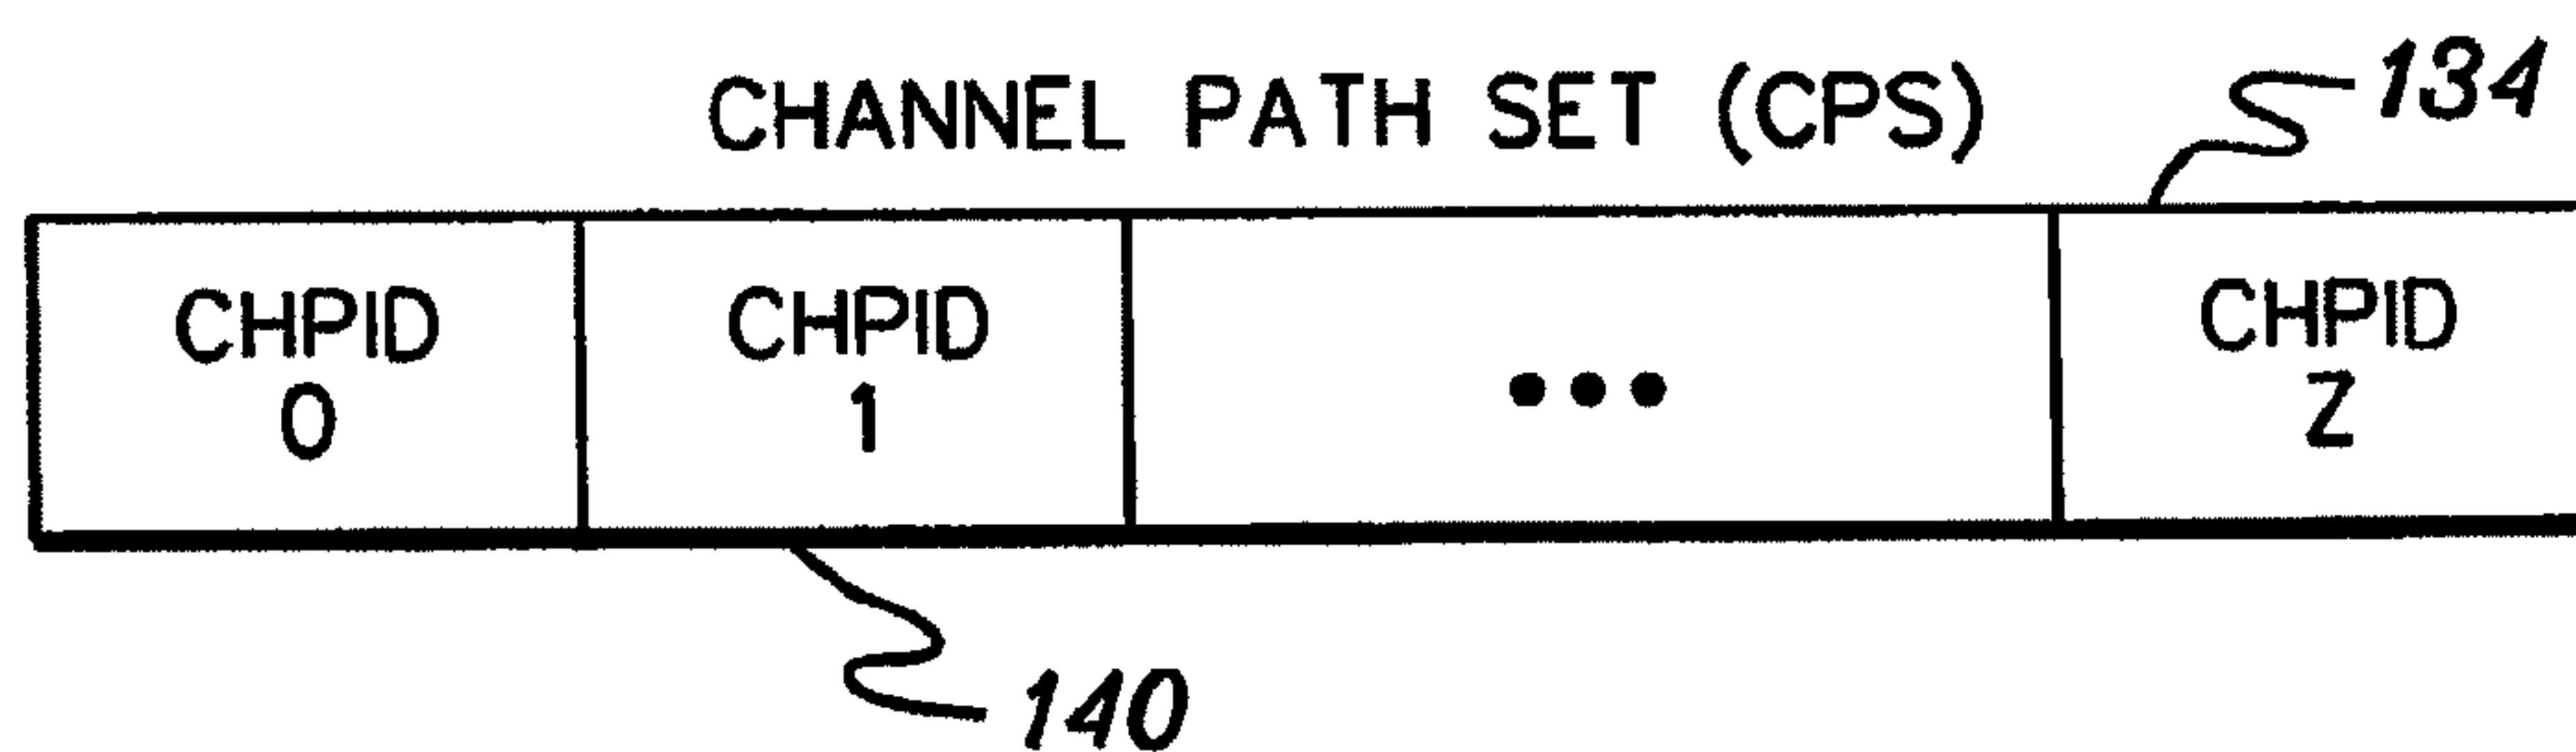 CHANNEL PATH SET (CPS)
134
CHPID 0
CHPID 1
•••
CHPID Z
140